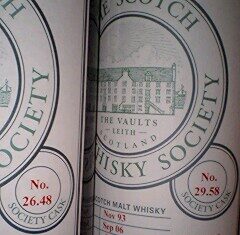 SOCIETY
No.
26.48
SOCIETY CASK
THE SCOTCH
THE VAULTS
LEITH
SCOTLAND
WHISKY SOCIETY
No.
29.58
SOCIETY CASK
SCOTCH MALT WHISKY
Nov 93
Sep 06